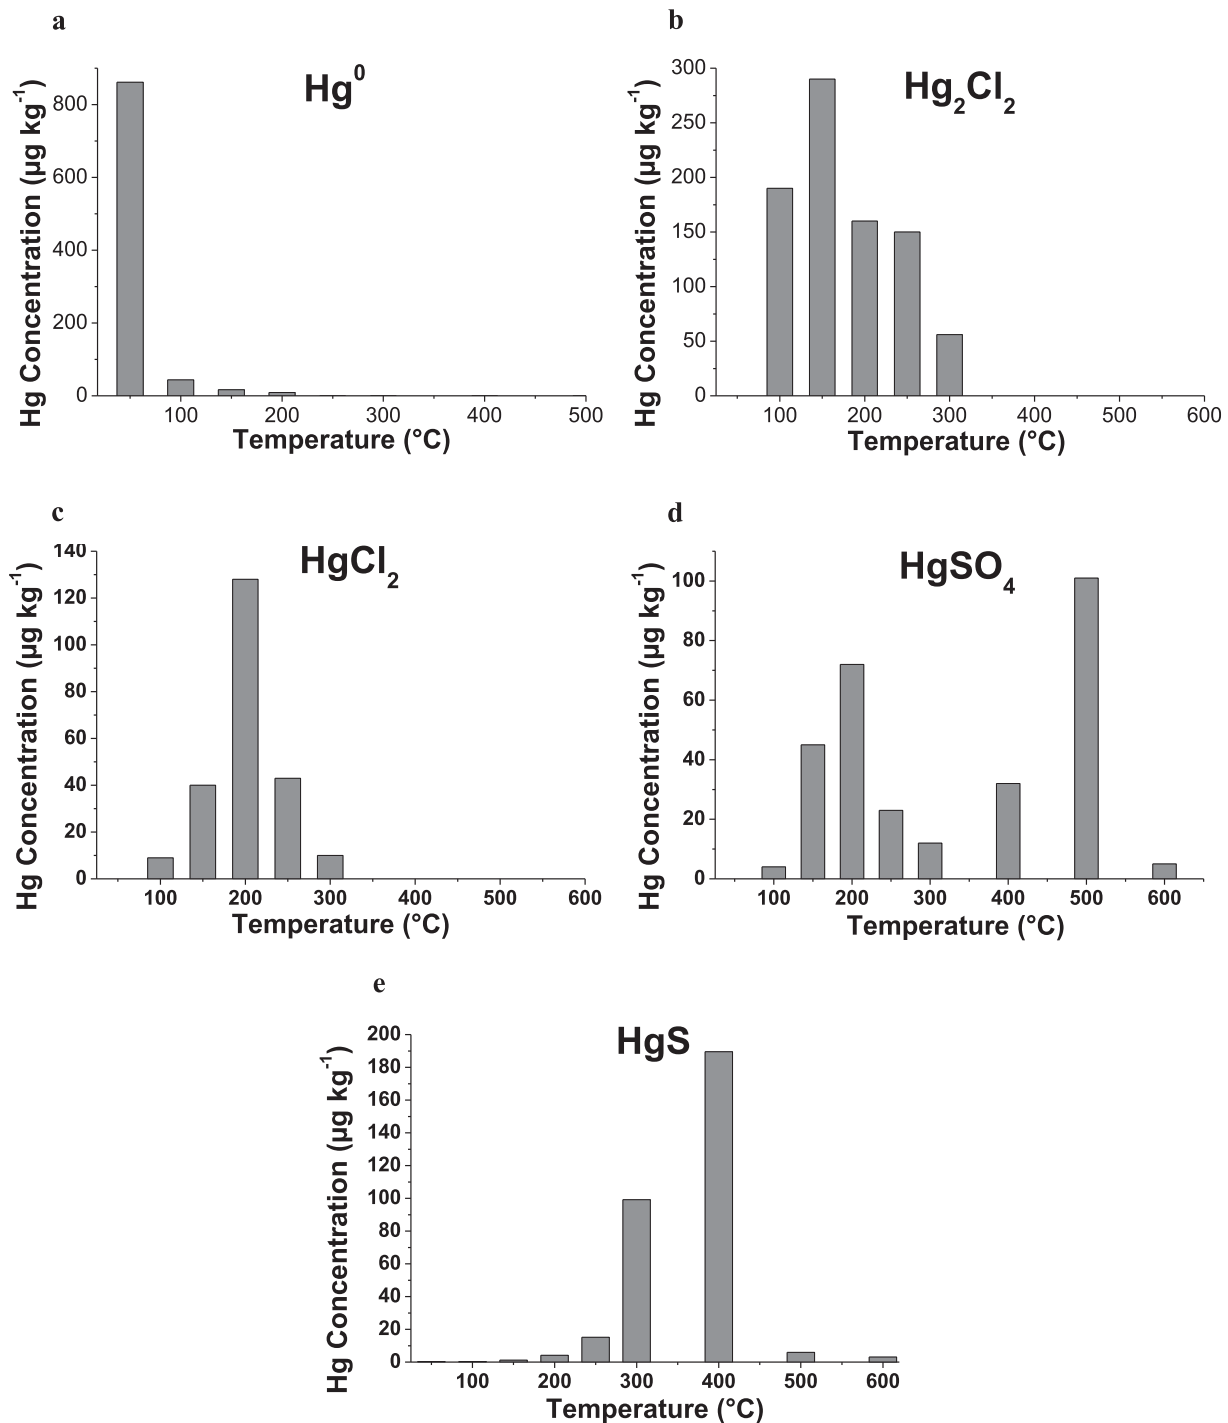 a
Hg⁰
Hg Concentration (µg kg⁻¹)
800
600
400
200
0
100 200 300 400 500
Temperature (°C)
b
Hg₂Cl₂
Hg Concentration (µg kg⁻¹)
300
250
200
150
100
50
0
100 200 300 400 500 600
Temperature (°C)
c
HgCl₂
Hg Concentration (µg kg⁻¹)
140
120
100
80
60
40
20
0
100 200 300 400 500 600
Temperature (°C)
d
HgSO₄
Hg Concentration (µg kg⁻¹)
100
80
60
40
20
0
100 200 300 400 500 600
Temperature (°C)
e
HgS
Hg Concentration (µg kg⁻¹)
200
180
160
140
120
100
80
60
40
20
0
100 200 300 400 500 600
Temperature (°C)